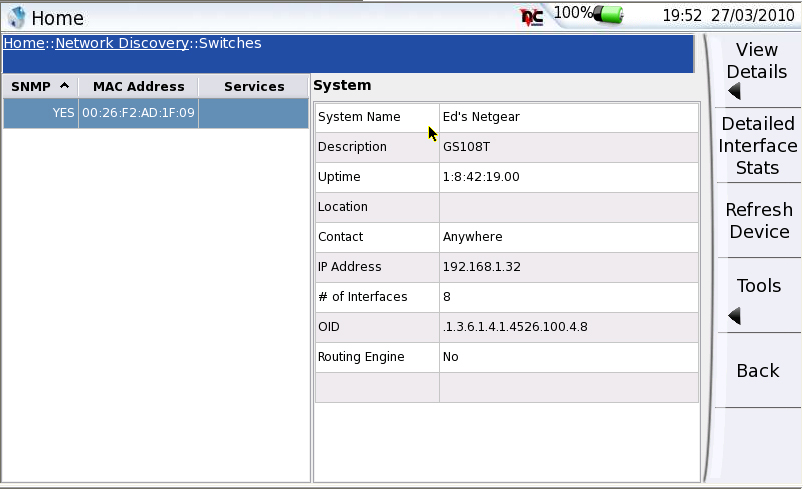 Home
100%
19:52 27/03/2010
Home::Network Discovery::Switches
SNMP MAC Address Services
YES 00:26:F2:AD:1F:09
System
System Name Ed's Netgear
Description GS108T
Uptime 1:8:42:19.00
Location
Contact Anywhere
IP Address 192.168.1.32
# of Interfaces 8
OID .1.3.6.1.4.1.4526.100.4.8
Routing Engine No
View
Details
Detailed
Interface
Stats
Refresh
Device
Tools
Back